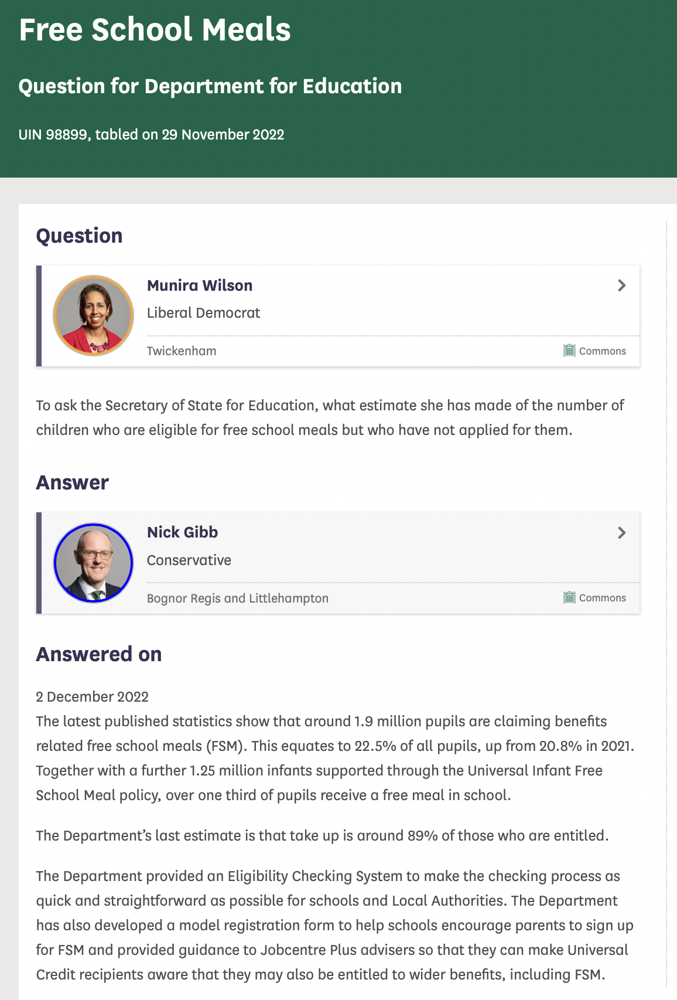 Free School Meals
Question for Department for Education
UIN 98899, tabled on 29 November 2022
Question
Munira Wilson
Liberal Democrat
Twickenham
Commons
To ask the Secretary of State for Education, what estimate she has made of the number of
children who are eligible for free school meals but who have not applied for them.
Answer
Nick Gibb
Conservative
Bognor Regis and Littlehampton
Commons
Answered on
2 December 2022
The latest published statistics show that around 1.9 million pupils are claiming benefits
related free school meals (FSM). This equates to 22.5% of all pupils, up from 20.8% in 2021.
Together with a further 1.25 million infants supported through the Universal Infant Free
School Meal policy, over one third of pupils receive a free meal in school.
The Department’s last estimate is that take up is around 89% of those who are entitled.
The Department provided an Eligibility Checking System to make the checking process as
quick and straightforward as possible for schools and Local Authorities. The Department
has also developed a model registration form to help schools encourage parents to sign up
for FSM and provided guidance to Jobcentre Plus advisers so that they can make Universal
Credit recipients aware that they may also be entitled to wider benefits, including FSM.